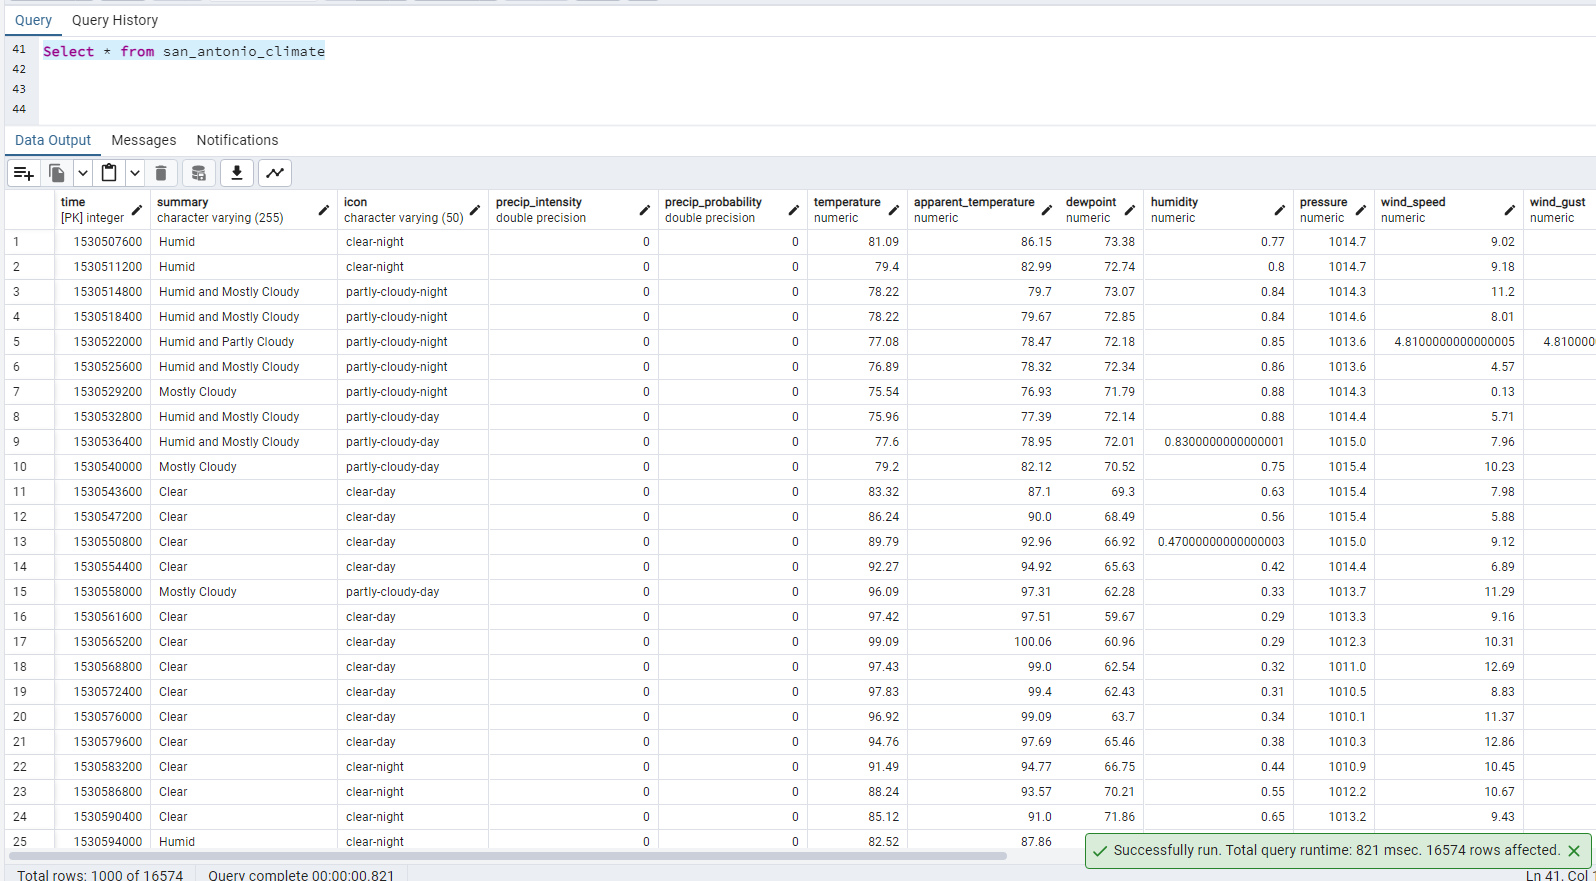 Query Query History
41 Select * from san_antonio_climate
42
43
44
Data Output Messages Notifications
time summary icon precip_intensity precip_probability temperature apparent_temperature dewpoint humidity pressure wind_speed wind_gust
[PK] integer character varying (255) character varying (50) double precision double precision numeric numeric numeric numeric numeric numeric numeric
1 1530507600 Humid clear-night 0 0 81.09 86.15 73.38 0.77 1014.7 9.02
2 1530511200 Humid clear-night 0 0 79.4 82.99 72.74 0.8 1014.7 9.18
3 1530514800 Humid and Mostly Cloudy partly-cloudy-night 0 0 78.22 79.7 73.07 0.84 1014.3 11.2
4 1530518400 Humid and Mostly Cloudy partly-cloudy-night 0 0 78.22 79.67 72.85 0.84 1014.6 8.01
5 1530522000 Humid and Partly Cloudy partly-cloudy-night 0 0 77.08 78.47 72.18 0.85 1013.6 4.8100000000000005 4.810000
6 1530525600 Humid and Mostly Cloudy partly-cloudy-night 0 0 76.89 78.32 72.34 0.86 1013.6 4.57
7 1530529200 Mostly Cloudy partly-cloudy-night 0 0 75.54 76.93 71.79 0.88 1014.3 0.13
8 1530532800 Humid and Mostly Cloudy partly-cloudy-day 0 0 75.96 77.39 72.14 0.88 1014.4 5.71
9 1530536400 Humid and Mostly Cloudy partly-cloudy-day 0 0 77.6 78.95 72.01 0.8300000000000001 1015.0 7.96
10 1530540000 Mostly Cloudy partly-cloudy-day 0 0 79.2 82.12 70.52 0.75 1015.4 10.23
11 1530543600 Clear clear-day 0 0 83.32 87.1 69.3 0.63 1015.4 7.98
12 1530547200 Clear clear-day 0 0 86.24 90.0 68.49 0.56 1015.4 5.88
13 1530550800 Clear clear-day 0 0 89.79 92.96 66.92 0.47000000000000003 1015.0 9.12
14 1530554400 Clear clear-day 0 0 92.27 94.92 65.63 0.42 1014.4 6.89
15 1530558000 Mostly Cloudy partly-cloudy-day 0 0 96.09 97.31 62.28 0.33 1013.7 11.29
16 1530561600 Clear clear-day 0 0 97.42 97.51 59.67 0.29 1013.3 9.16
17 1530565200 Clear clear-day 0 0 99.09 100.06 60.96 0.29 1012.3 10.31
18 1530568800 Clear clear-day 0 0 97.43 99.0 62.54 0.32 1011.0 12.69
19 1530572400 Clear clear-day 0 0 97.83 99.4 62.43 0.31 1010.5 8.83
20 1530576000 Clear clear-day 0 0 96.92 99.09 63.7 0.34 1010.1 11.37
21 1530579600 Clear clear-day 0 0 94.76 97.69 65.46 0.38 1010.3 12.86
22 1530583200 Clear clear-night 0 0 91.49 94.77 66.75 0.44 1010.9 10.45
23 1530586800 Clear clear-night 0 0 88.24 93.57 70.21 0.55 1012.2 10.67
24 1530590400 Clear clear-night 0 0 85.12 91.0 71.86 0.65 1013.2 9.43
25 1530594000 Humid clear-night 0 0 82.52 87.86
Successfully run. Total query runtime: 821 msec. 16574 rows affected.
Total rows: 1000 of 16574 Query complete 00:00:00.821 Ln 41, Col